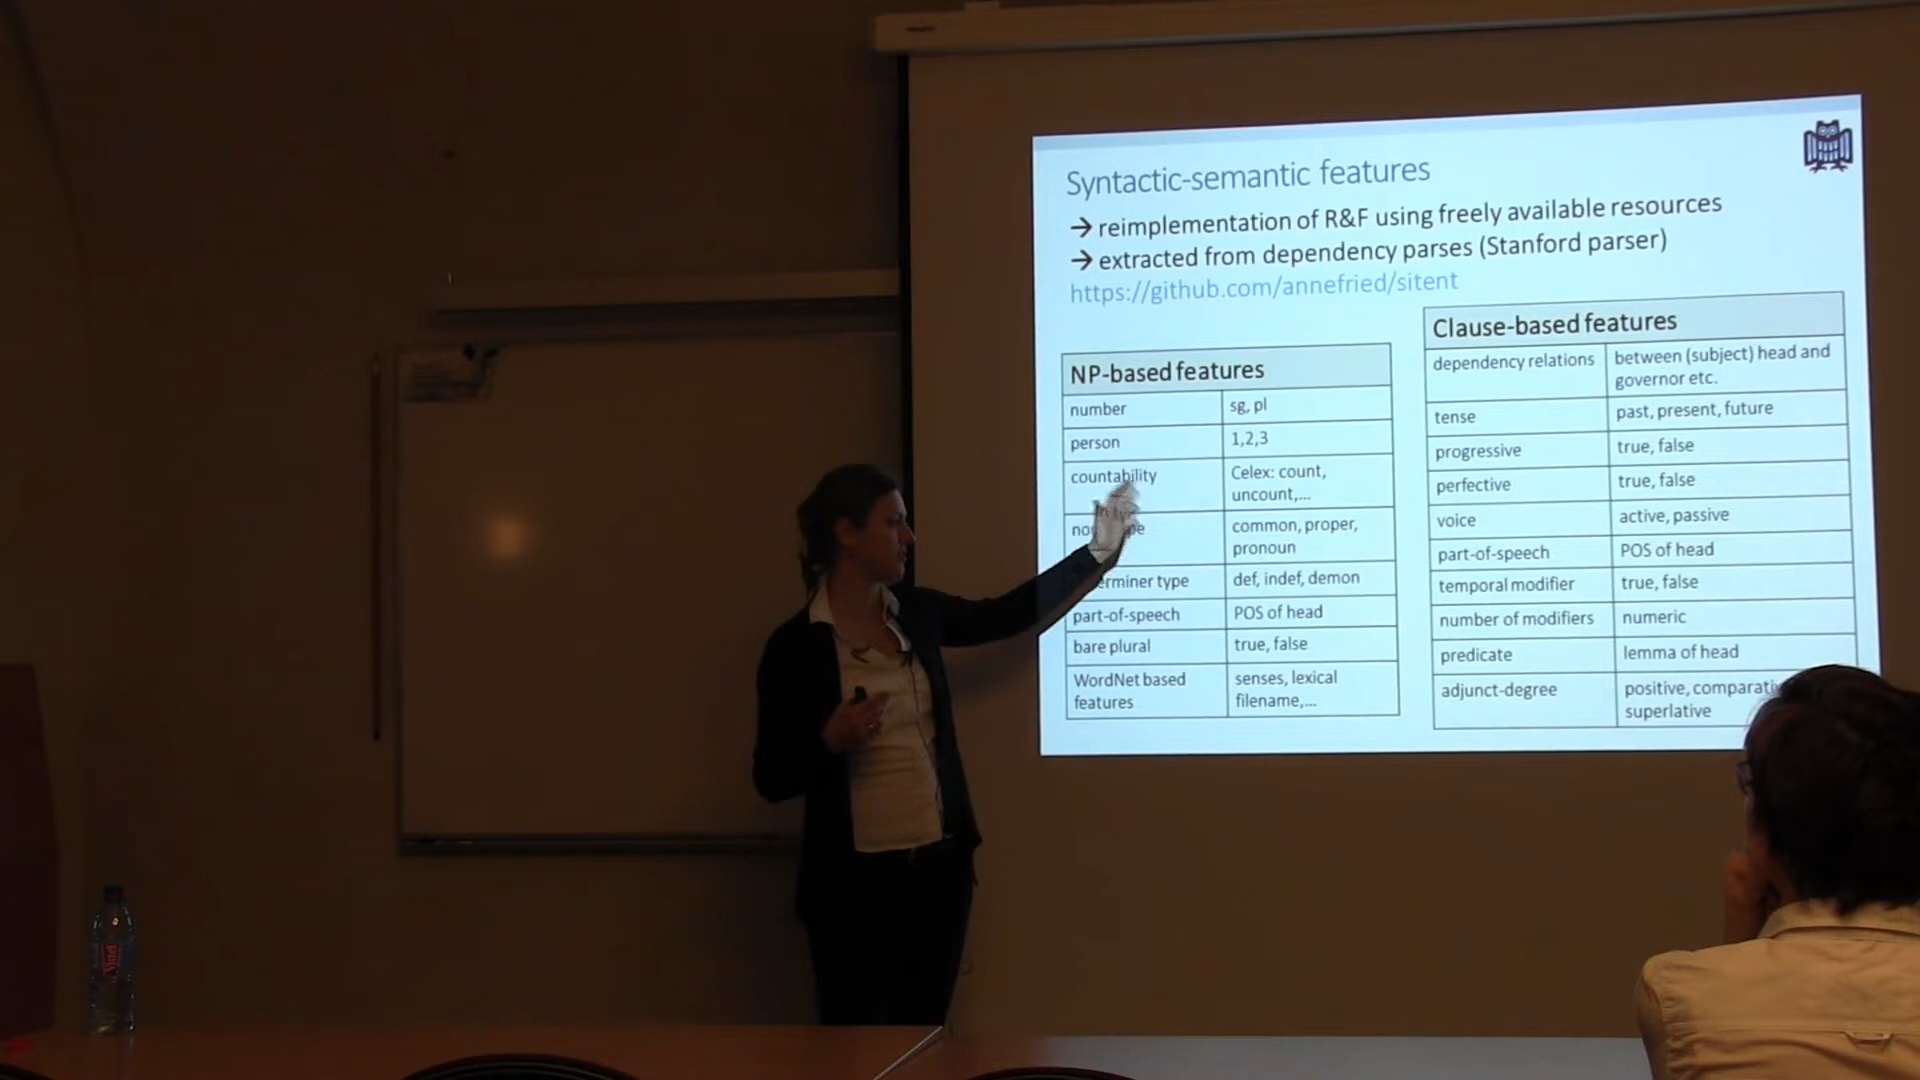 Syntactic-semantic features
→ reimplementation of R&F using freely available resources
→ extracted from dependency parses (Stanford parser)
https://github.com/annefried/sitent
NP-based features
number sg, pl
person 1,2,3
countability Celex: count,
uncount,...
common, proper,
pronoun
type def, indef, demon
part-of-speech POS of head
bare plural true, false
WordNet based senses, lexical
features filename,...
Clause-based features
dependency relations between (subject) head and
governor etc.
tense past, present, future
progressive true, false
perfective true, false
voice active, passive
part-of-speech POS of head
temporal modifier true, false
number of modifiers numeric
predicate lemma of head
adjunct-degree positive,
superlative
Vittel